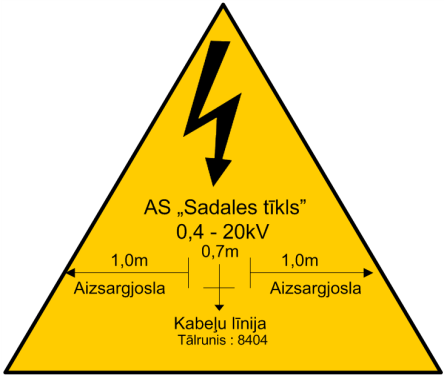 AS „Sadales tīkls”
0,4 - 20kV
0,7m
1,0m 1,0m
Aizsargjosla Aizsargjosla
Kabeļu līnija
Tālrunis : 8404